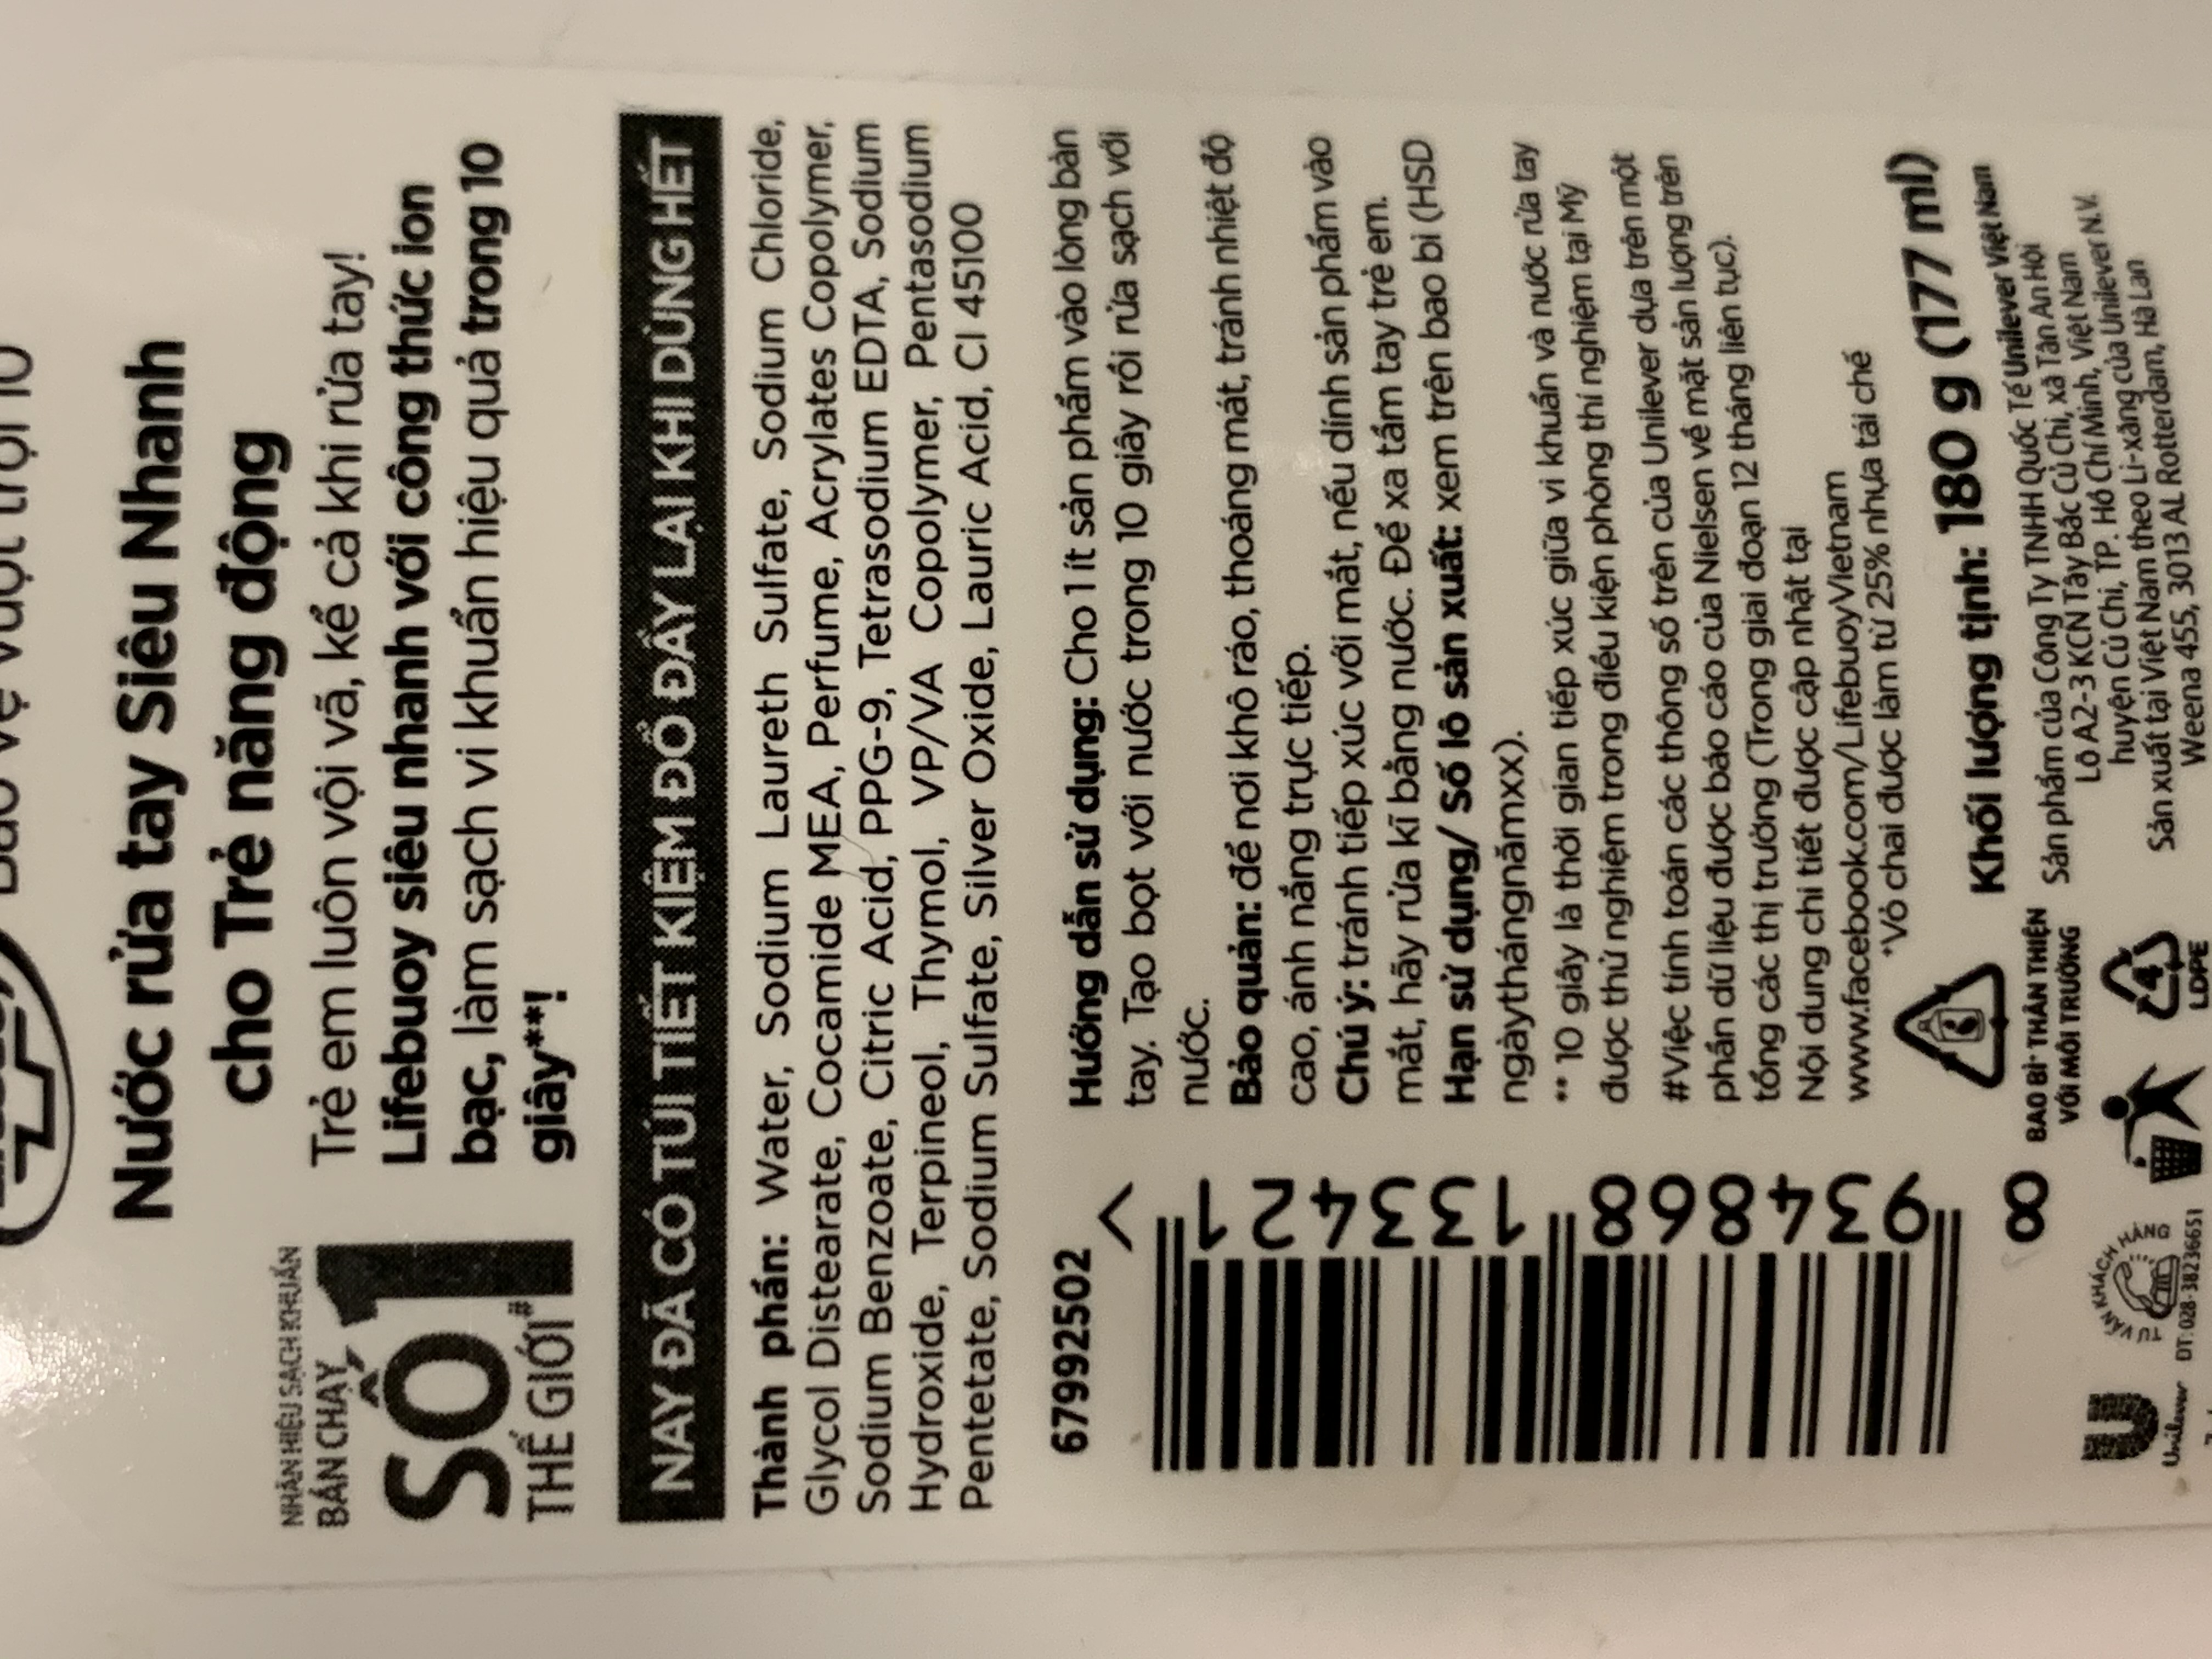 Bảo vệ vượt trội 10
Nước rửa tay Siêu Nhanh
cho Trẻ năng động
NHÃN HIỆU SẠCH KHUẨN
BÁN CHẠY
SỐ 1
THẾ GIỚI#
Trẻ em luôn vội vã, kể cả khi rửa tay!
Lifebuoy siêu nhanh với công thức ion
bạc, làm sạch vi khuẩn hiệu quả trong 10
giây**!
NAY ĐÃ CÓ TÚI TIẾT KIỆM ĐỔ ĐẦY LẠI KHI DÙNG HẾT
Thành phần: Water, Sodium Laureth Sulfate, Sodium Chloride,
Glycol Distearate, Cocamide MEA, Perfume, Acrylates Copolymer,
Sodium Benzoate, Citric Acid, PPG-9, Tetrasodium EDTA, Sodium
Hydroxide, Terpineol, Thymol, VP/VA Copolymer, Pentasodium
Pentetate, Sodium Sulfate, Silver Oxide, Lauric Acid, CI 45100
67992502
8 934868 133421 >
Hướng dẫn sử dụng: Cho 1 ít sản phẩm vào lòng bàn
tay. Tạo bọt với nước trong 10 giây rồi rửa sạch với
nước.
Bảo quản: để nơi khô ráo, thoáng mát, tránh nhiệt độ
cao, ánh nắng trực tiếp.
Chú ý: tránh tiếp xúc với mắt, nếu dính sản phẩm vào
mắt, hãy rửa kĩ bằng nước. Để xa tầm tay trẻ em.
Hạn sử dụng/ Số lô sản xuất: xem trên bao bì (HSD
ngàythángnămxx).
** 10 giây là thời gian tiếp xúc giữa vi khuẩn và nước rửa tay
được thử nghiệm trong điều kiện phòng thí nghiệm tại Mỹ
#Việc tính toán các thông số trên của Unilever dựa trên một
phần dữ liệu được báo cáo của Nielsen về mặt sản lượng trên
tổng các thị trường (Trong giai đoạn 12 tháng liên tục).
Nội dung chi tiết được cập nhật tại
www.facebook.com/LifebuoyVietnam
*Vỏ chai được làm từ 25% nhựa tái chế
BAO BÌ* THÂN THIỆN
VỚI MÔI TRƯỜNG
Khối lượng tịnh: 180 g (177 ml)
Sản phẩm của Công Ty TNHH Quốc Tế Unilever Việt Nam
Lô A2-3 KCN Tây Bắc Củ Chi, xã Tân An Hội
huyện Củ Chi, TP. Hồ Chí Minh, Việt Nam
Sản xuất tại Việt Nam theo Li-xăng của Unilever N.V.
Weena 455, 3013 AL Rotterdam, Hà Lan
Unilever
TƯ VẤN KHÁCH HÀNG
ĐT: 028-38236651
4
LDPE